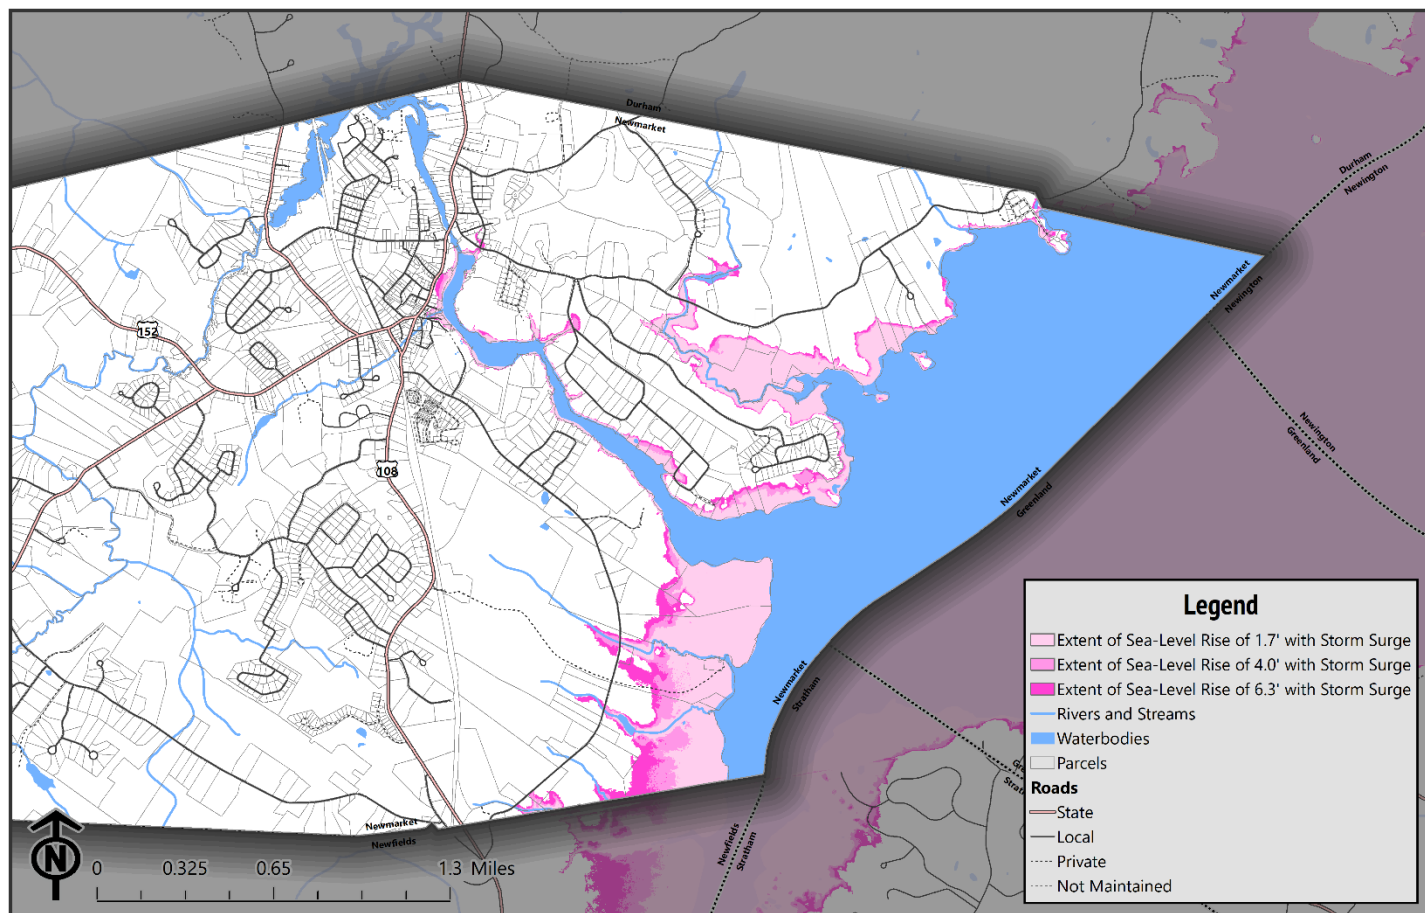 Durham
Newmarket
Durham
Newington
Newmarket
Newington
152
Newington
Greenland
108
Newmarket
Greenland
Newmarket
Stratham
Newmarket
Newfields
Newfields
Stratham
N
0 0.325 0.65 1.3 Miles
Legend
Extent of Sea-Level Rise of 1.7' with Storm Surge
Extent of Sea-Level Rise of 4.0' with Storm Surge
Extent of Sea-Level Rise of 6.3' with Storm Surge
Rivers and Streams
Waterbodies
Parcels
Roads
State
Local
Private
Not Maintained